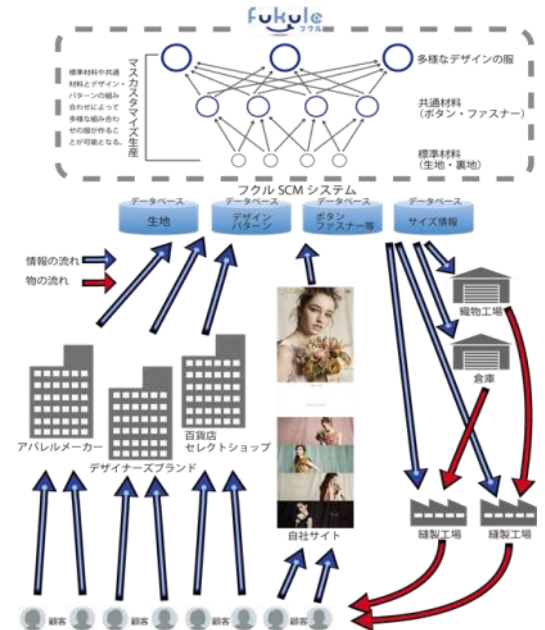 fukule
フクル
標準材料や共通
材料とデザイン・
パターンの組み
合わせによって
多様な組み合わ
せの服が作るこ
とが可能となる。
マスカスタマイズ生産
多様なデザインの服
共通材料
(ボタン・ファスナー)
標準材料
(生地・裏地)
フクル SCM システム
データベース
生地
データベース
デザイン
パターン
データベース
ボタン
ファスナー等
データベース
サイズ情報
情報の流れ
物の流れ
織物工場
倉庫
アパレルメーカー
デザイナーズブランド
百貨店
セレクトショップ
自社サイト
縫製工場
縫製工場
顧客
顧客
顧客
顧客